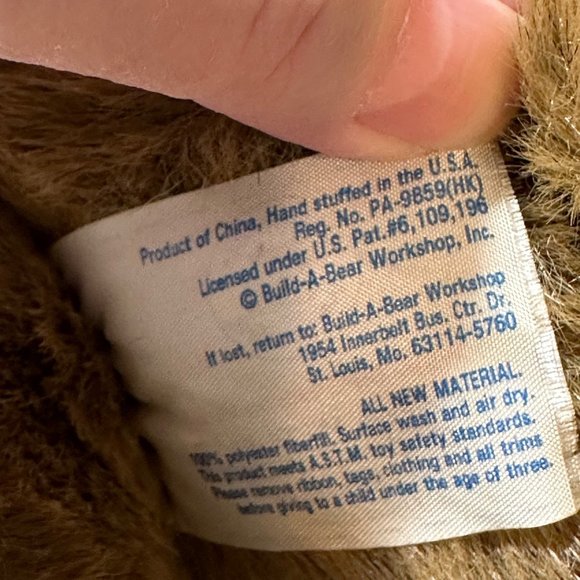 Product of China, Hand stuffed in the U.S.A.
Reg. No. PA-9859(HK)
Licensed under U.S. Pat.#6,109,196
© Build-A-Bear Workshop, Inc.
If lost, return to: Build-A-Bear Workshop
1954 Innerbelt Bus. Ctr. Dr.
St. Louis, Mo. 63114-5760
ALL NEW MATERIAL.
100% polyester fiberfill. Surface wash and air dry.
This product meets A.S.T.M. toy safety standards.
Please remove ribbon, tags, clothing and all trims
before giving to a child under the age of three.